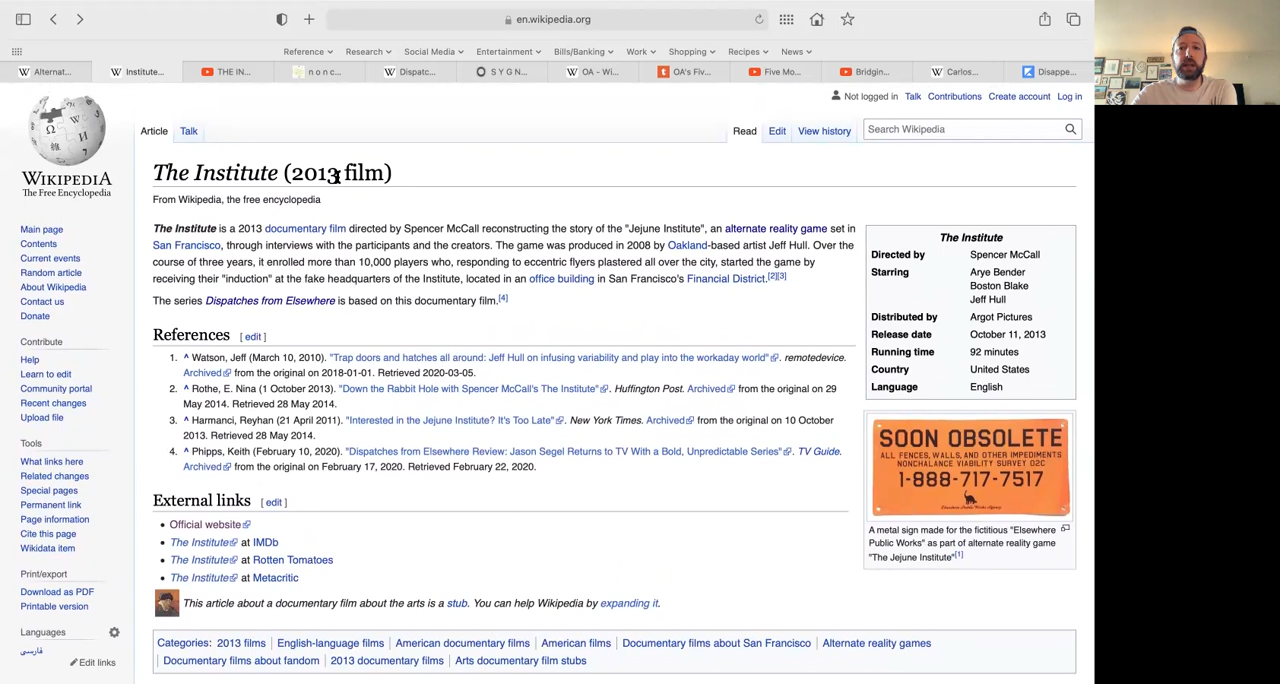 en.wikipedia.org
Reference
Research
Social Media
Entertainment
Bills/Banking
Work
Shopping
Recipes
News
Alternat...
Institute...
THE IN...
n o n c...
Dispatc...
S Y G N...
OA - Wi...
OA's Fiv...
Five Mo...
Bridgin...
Carlos...
Disappe...
Not logged in Talk Contributions Create account Log in
Article Talk
Read Edit View history
Search Wikipedia
WIKIPEDIA
The Free Encyclopedia
Main page
Contents
Current events
Random article
About Wikipedia
Contact us
Donate
Contribute
Help
Learn to edit
Community portal
Recent changes
Upload file
Tools
What links here
Related changes
Special pages
Permanent link
Page information
Cite this page
Wikidata item
Print/export
Download as PDF
Printable version
Languages
فارسی
Edit links
The Institute (2013 film)
From Wikipedia, the free encyclopedia
The Institute is a 2013 documentary film directed by Spencer McCall reconstructing the story of the "Jejune Institute", an alternate reality game set in
San Francisco, through interviews with the participants and the creators. The game was produced in 2008 by Oakland-based artist Jeff Hull. Over the
course of three years, it enrolled more than 10,000 players who, responding to eccentric flyers plastered all over the city, started the game by
receiving their "induction" at the fake headquarters of the Institute, located in an office building in San Francisco's Financial District.[2][3]
The series Dispatches from Elsewhere is based on this documentary film.[4]
References [ edit ]
1. ^ Watson, Jeff (March 10, 2010). "Trap doors and hatches all around: Jeff Hull on infusing variability and play into the workaday world". remotedevice.
Archived from the original on 2018-01-01. Retrieved 2020-03-05.
2. ^ Rothe, E. Nina (1 October 2013). "Down the Rabbit Hole with Spencer McCall's The Institute". Huffington Post. Archived from the original on 29
May 2014. Retrieved 28 May 2014.
3. ^ Harmanci, Reyhan (21 April 2011). "Interested in the Jejune Institute? It's Too Late". New York Times. Archived from the original on 10 October
2013. Retrieved 28 May 2014.
4. ^ Phipps, Keith (February 10, 2020). "Dispatches from Elsewhere Review: Jason Segel Returns to TV With a Bold, Unpredictable Series". TV Guide.
Archived from the original on February 17, 2020. Retrieved February 22, 2020.
External links [ edit ]
• Official website
• The Institute at IMDb
• The Institute at Rotten Tomatoes
• The Institute at Metacritic
This article about a documentary film about the arts is a stub. You can help Wikipedia by expanding it.
Categories: 2013 films | English-language films | American documentary films | American films | Documentary films about San Francisco | Alternate reality games
Documentary films about fandom | 2013 documentary films | Arts documentary film stubs
The Institute
Directed by Spencer McCall
Starring Arye Bender
Boston Blake
Jeff Hull
Distributed by Argot Pictures
Release date October 11, 2013
Running time 92 minutes
Country United States
Language English
SOON OBSOLETE
ALL FENCES, WALLS, AND OTHER IMPEDIMENTS
NONCHALANCE VIABILITY SURVEY 02C
1-888-717-7517
Elsewhere Public Works Agency
A metal sign made for the fictitious "Elsewhere
Public Works" as part of alternate reality game
"The Jejune Institute"[1]